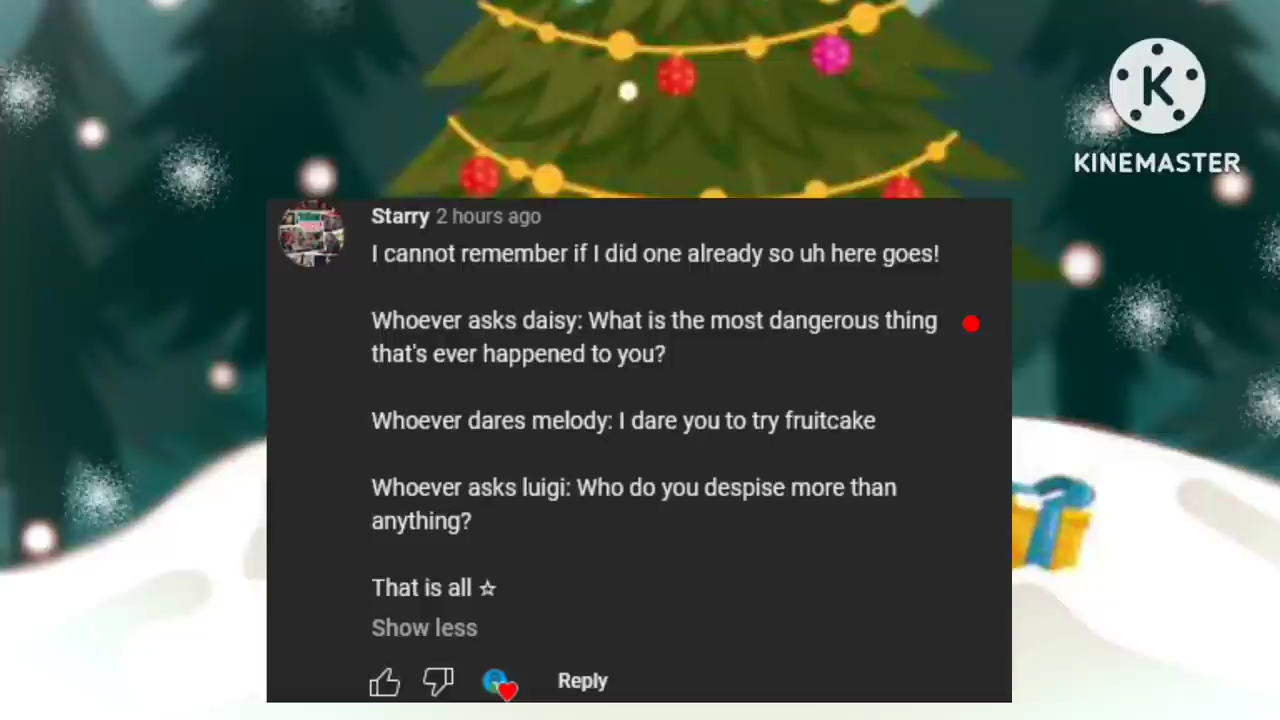 K
KINEMASTER
Starry 2 hours ago
I cannot remember if I did one already so uh here goes!
Whoever asks daisy: What is the most dangerous thing
that's ever happened to you?
Whoever dares melody: I dare you to try fruitcake
Whoever asks luigi: Who do you despise more than
anything?
That is all ☆
Show less
Reply